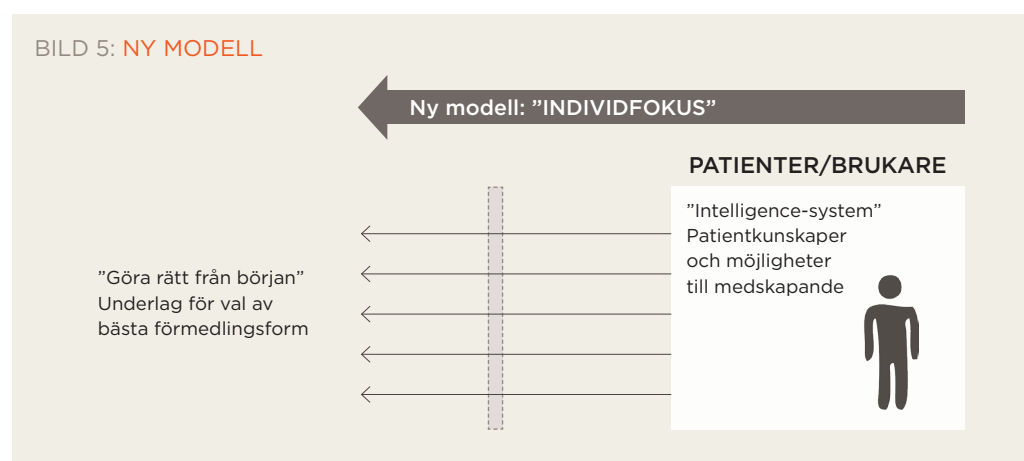 BILD 5: NY MODELL
Ny modell: ”INDIVIDFOKUS”
PATIENTER/BRUKARE
”Intelligence-system”
Patientkunskaper
och möjligheter
till medskapande
”Göra rätt från början”
Underlag för val av
bästa förmedlingsform